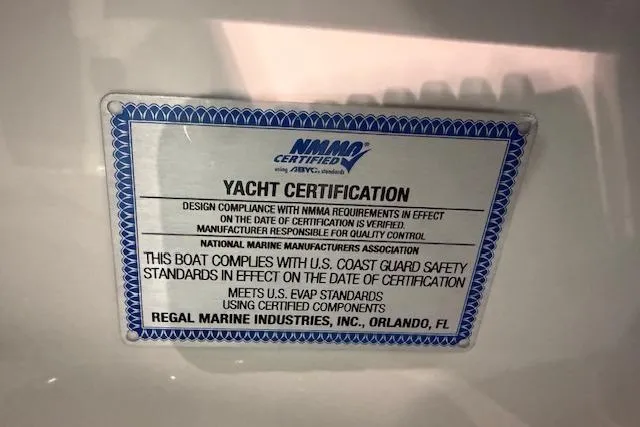 NMMA
CERTIFIED
using ABYC standards
YACHT CERTIFICATION
DESIGN COMPLIANCE WITH NMMA REQUIREMENTS IN EFFECT
ON THE DATE OF CERTIFICATION IS VERIFIED.
MANUFACTURER RESPONSIBLE FOR QUALITY CONTROL
NATIONAL MARINE MANUFACTURERS ASSOCIATION
THIS BOAT COMPLIES WITH U.S. COAST GUARD SAFETY
STANDARDS IN EFFECT ON THE DATE OF CERTIFICATION
MEETS U.S. EVAP STANDARDS
USING CERTIFIED COMPONENTS
REGAL MARINE INDUSTRIES, INC., ORLANDO, FL